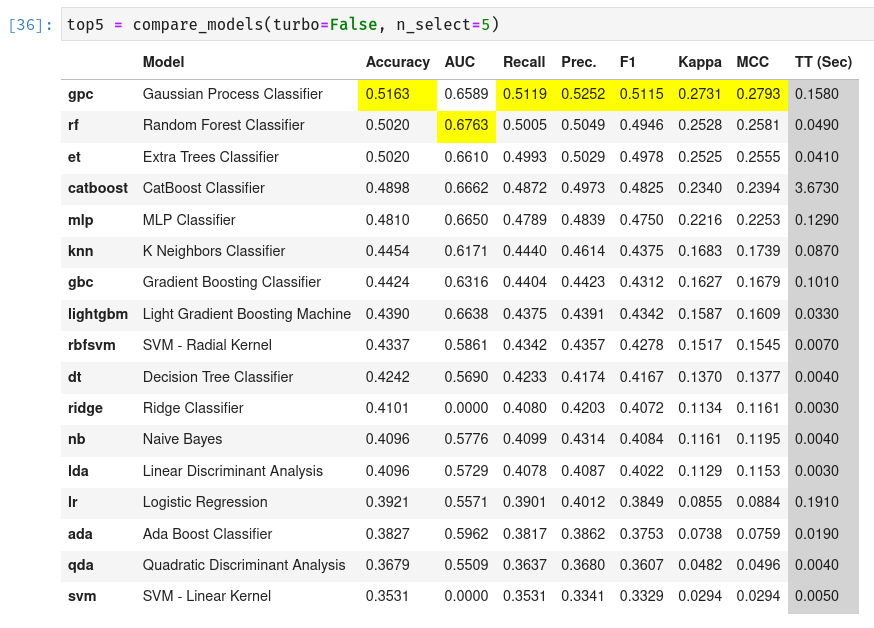 [36]: top5 = compare_models(turbo=False, n_select=5)
Model Accuracy AUC Recall Prec. F1 Kappa MCC TT (Sec)
gpc Gaussian Process Classifier 0.5163 0.6589 0.5119 0.5252 0.5115 0.2731 0.2793 0.1580
rf Random Forest Classifier 0.5020 0.6763 0.5005 0.5049 0.4946 0.2528 0.2581 0.0490
et Extra Trees Classifier 0.5020 0.6610 0.4993 0.5029 0.4978 0.2525 0.2555 0.0410
catboost CatBoost Classifier 0.4898 0.6662 0.4872 0.4973 0.4825 0.2340 0.2394 3.6730
mlp MLP Classifier 0.4810 0.6650 0.4789 0.4839 0.4750 0.2216 0.2253 0.1290
knn K Neighbors Classifier 0.4454 0.6171 0.4440 0.4614 0.4375 0.1683 0.1739 0.0870
gbc Gradient Boosting Classifier 0.4424 0.6316 0.4404 0.4423 0.4312 0.1627 0.1679 0.1010
lightgbm Light Gradient Boosting Machine 0.4390 0.6638 0.4375 0.4391 0.4342 0.1587 0.1609 0.0330
rbfsvm SVM - Radial Kernel 0.4337 0.5861 0.4342 0.4357 0.4278 0.1517 0.1545 0.0070
dt Decision Tree Classifier 0.4242 0.5690 0.4233 0.4174 0.4167 0.1370 0.1377 0.0040
ridge Ridge Classifier 0.4101 0.0000 0.4080 0.4203 0.4072 0.1134 0.1161 0.0030
nb Naive Bayes 0.4096 0.5776 0.4099 0.4314 0.4084 0.1161 0.1195 0.0040
lda Linear Discriminant Analysis 0.4096 0.5729 0.4078 0.4087 0.4022 0.1129 0.1153 0.0030
lr Logistic Regression 0.3921 0.5571 0.3901 0.4012 0.3849 0.0855 0.0884 0.1910
ada Ada Boost Classifier 0.3827 0.5962 0.3817 0.3862 0.3753 0.0738 0.0759 0.0190
qda Quadratic Discriminant Analysis 0.3679 0.5509 0.3637 0.3680 0.3607 0.0482 0.0496 0.0040
svm SVM - Linear Kernel 0.3531 0.0000 0.3531 0.3341 0.3329 0.0294 0.0294 0.0050